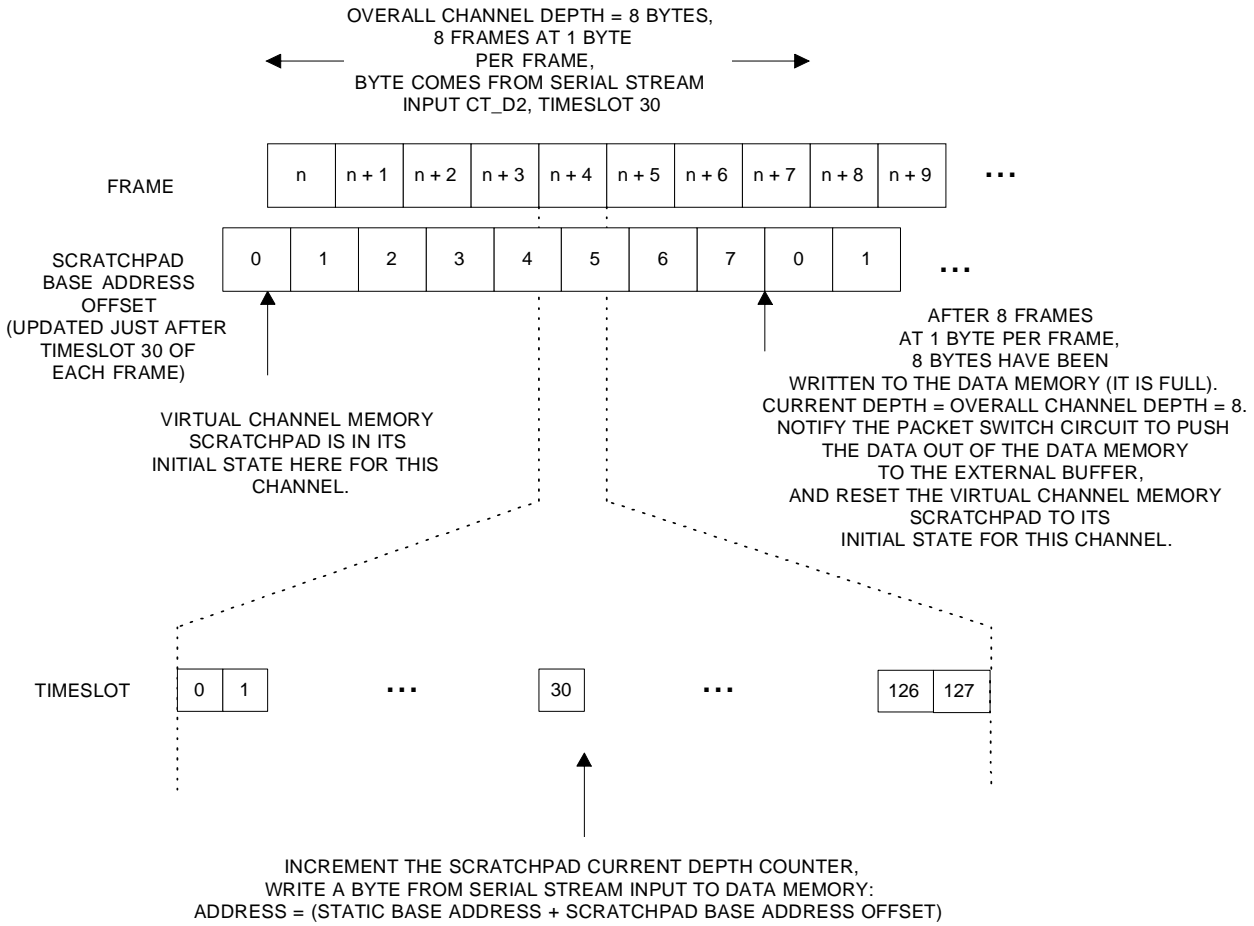 OVERALL CHANNEL DEPTH = 8 BYTES,
8 FRAMES AT 1 BYTE
PER FRAME,
BYTE COMES FROM SERIAL STREAM
INPUT CT_D2, TIMESLOT 30
FRAME
n n + 1 n + 2 n + 3 n + 4 n + 5 n + 6 n + 7 n + 8 n + 9 ...
SCRATCHPAD
BASE ADDRESS
OFFSET
(UPDATED JUST AFTER
TIMESLOT 30 OF
EACH FRAME)
0 1 2 3 4 5 6 7 0 1 ...
VIRTUAL CHANNEL MEMORY
SCRATCHPAD IS IN ITS
INITIAL STATE HERE FOR THIS
CHANNEL.
AFTER 8 FRAMES
AT 1 BYTE PER FRAME,
8 BYTES HAVE BEEN
WRITTEN TO THE DATA MEMORY (IT IS FULL).
CURRENT DEPTH = OVERALL CHANNEL DEPTH = 8.
NOTIFY THE PACKET SWITCH CIRCUIT TO PUSH
THE DATA OUT OF THE DATA MEMORY
TO THE EXTERNAL BUFFER,
AND RESET THE VIRTUAL CHANNEL MEMORY
SCRATCHPAD TO ITS
INITIAL STATE FOR THIS CHANNEL.
TIMESLOT 0 1 ... 30 ... 126 127
INCREMENT THE SCRATCHPAD CURRENT DEPTH COUNTER,
WRITE A BYTE FROM SERIAL STREAM INPUT TO DATA MEMORY:
ADDRESS = (STATIC BASE ADDRESS + SCRATCHPAD BASE ADDRESS OFFSET)